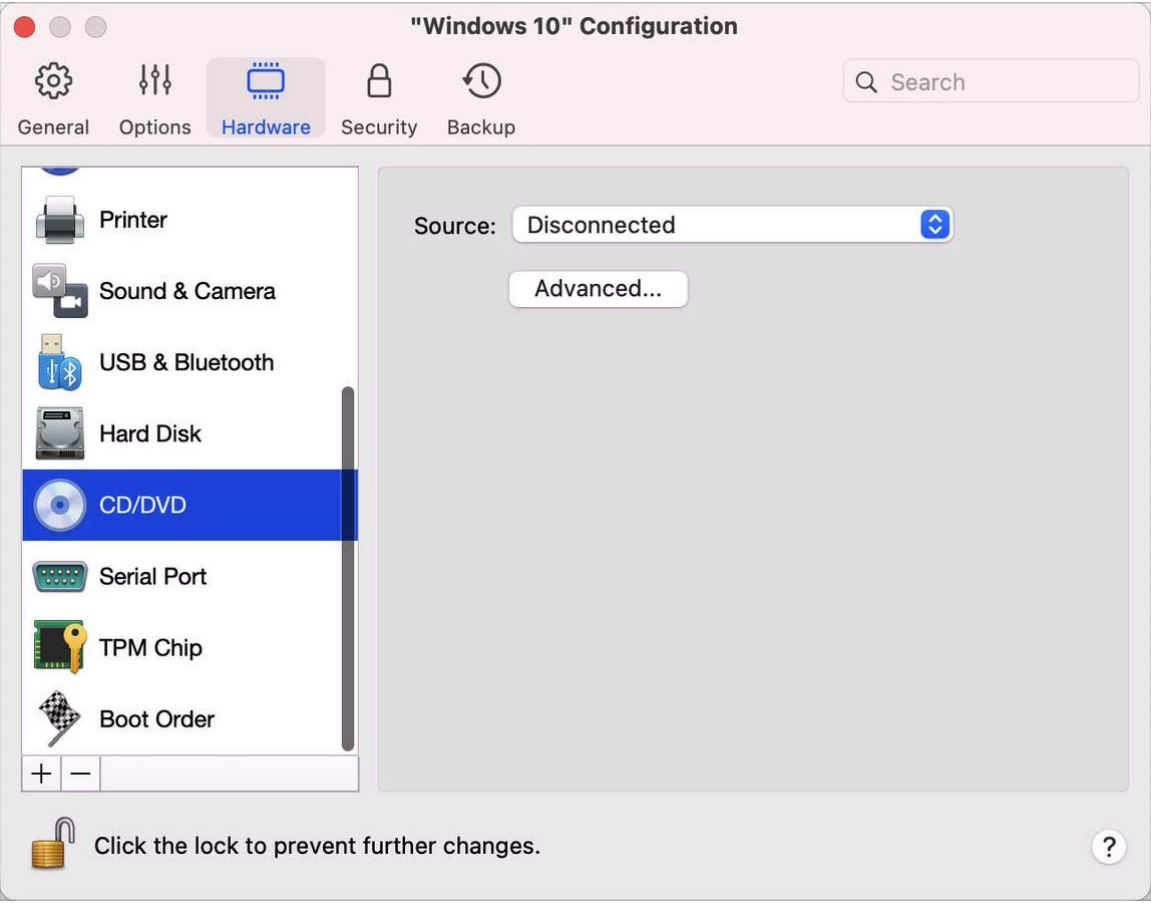 "Windows 10" Configuration
General Options Hardware Security Backup
Search
Printer
Sound & Camera
USB & Bluetooth
Hard Disk
CD/DVD
Serial Port
TPM Chip
Boot Order
Source: Disconnected
Advanced...
Click the lock to prevent further changes.
?